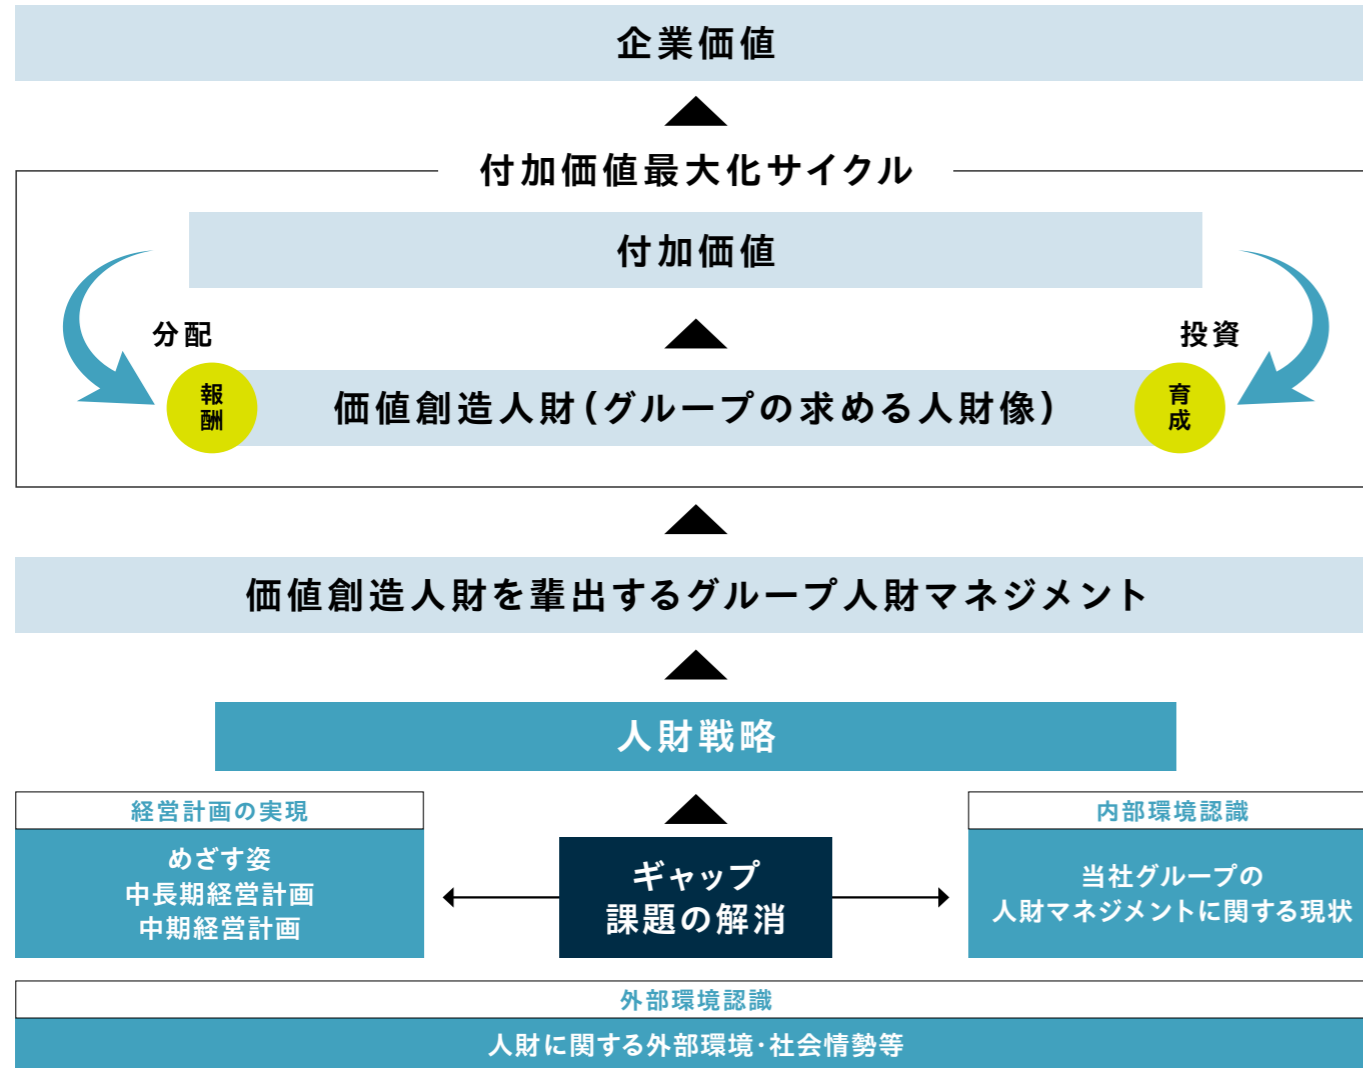 企業価値
付加価値最大化サイクル
付加価値
分配
投資
報酬
価値創造人財(グループの求める人財像)
育成
価値創造人財を輩出するグループ人財マネジメント
人財戦略
経営計画の実現
めざす姿
中長期経営計画
中期経営計画
ギャップ
課題の解消
内部環境認識
当社グループの
人財マネジメントに関する現状
外部環境認識
人財に関する外部環境・社会情勢等